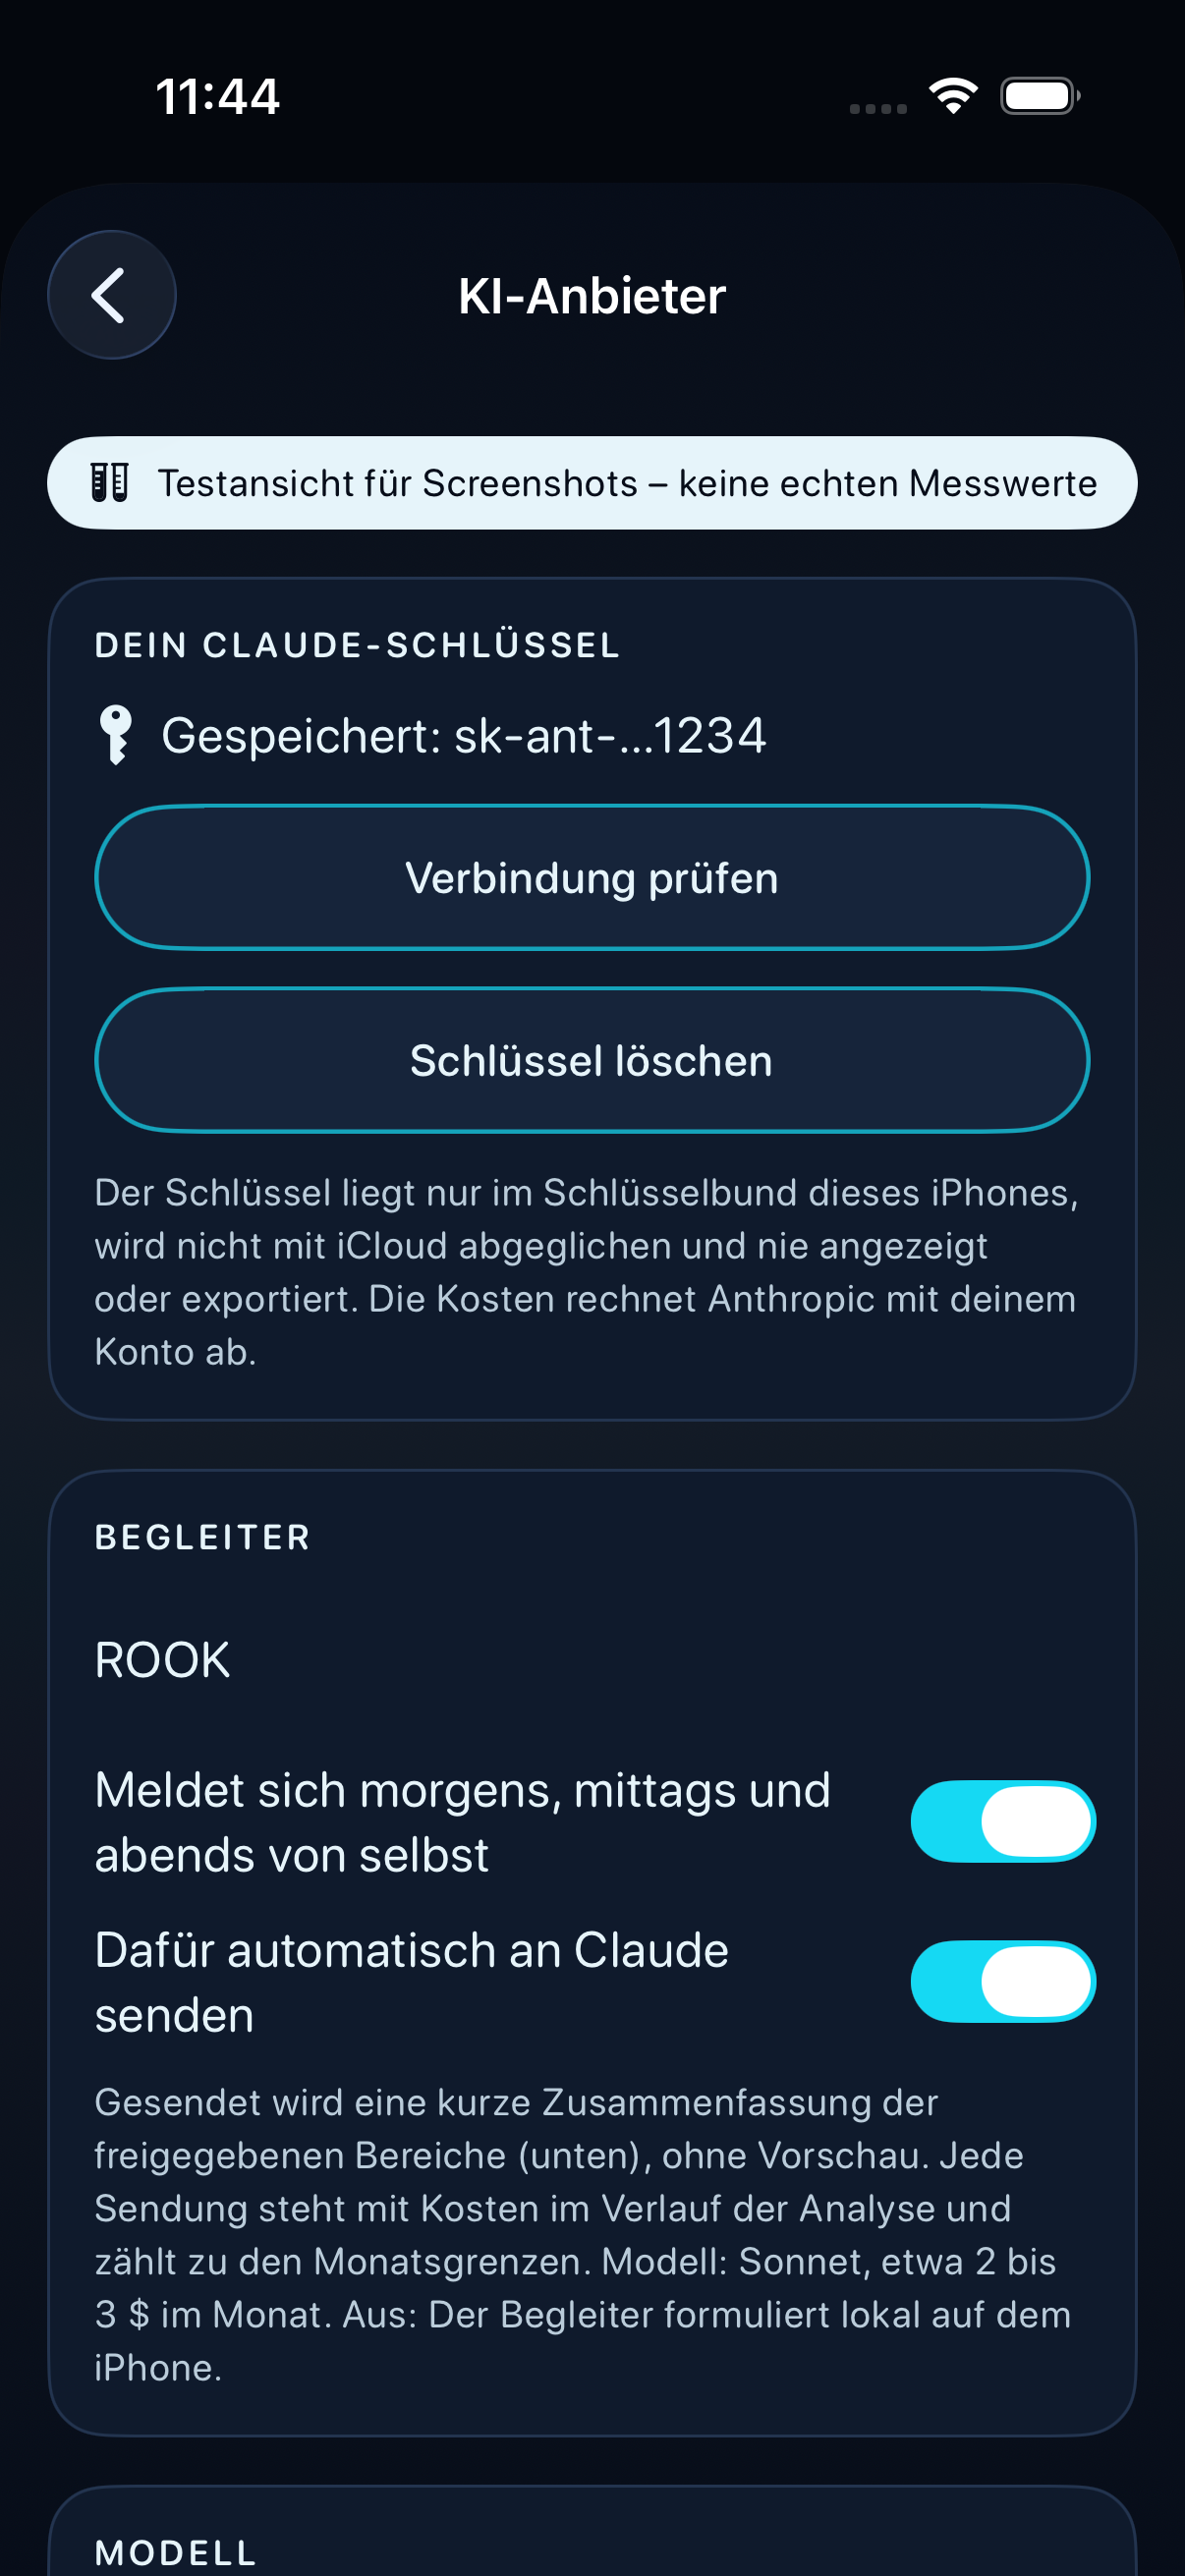 11:44
KI-Anbieter
Testansicht für Screenshots – keine echten Messwerte
DEIN CLAUDE-SCHLÜSSEL
Gespeichert: sk-ant-...1234
Verbindung prüfen
Schlüssel löschen
Der Schlüssel liegt nur im Schlüsselbund dieses iPhones,
wird nicht mit iCloud abgeglichen und nie angezeigt
oder exportiert. Die Kosten rechnet Anthropic mit deinem
Konto ab.
BEGLEITER
ROOK
Meldet sich morgens, mittags und
abends von selbst
Dafür automatisch an Claude
senden
Gesendet wird eine kurze Zusammenfassung der
freigegebenen Bereiche (unten), ohne Vorschau. Jede
Sendung steht mit Kosten im Verlauf der Analyse und
zählt zu den Monatsgrenzen. Modell: Sonnet, etwa 2 bis
3 $ im Monat. Aus: Der Begleiter formuliert lokal auf dem
iPhone.
MODELL